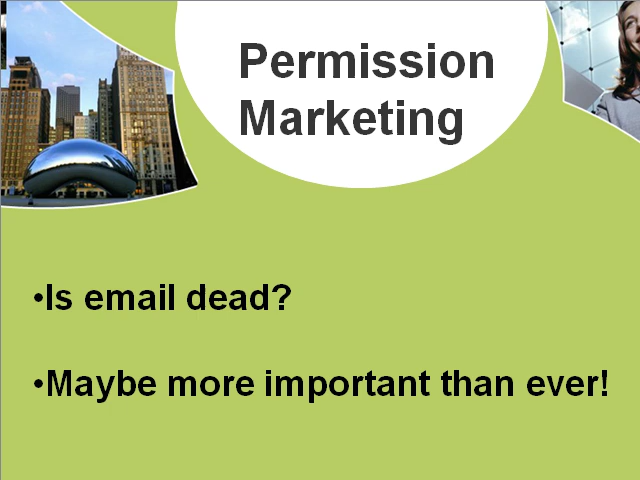 Permission
Marketing
•Is email dead?
•Maybe more important than ever!